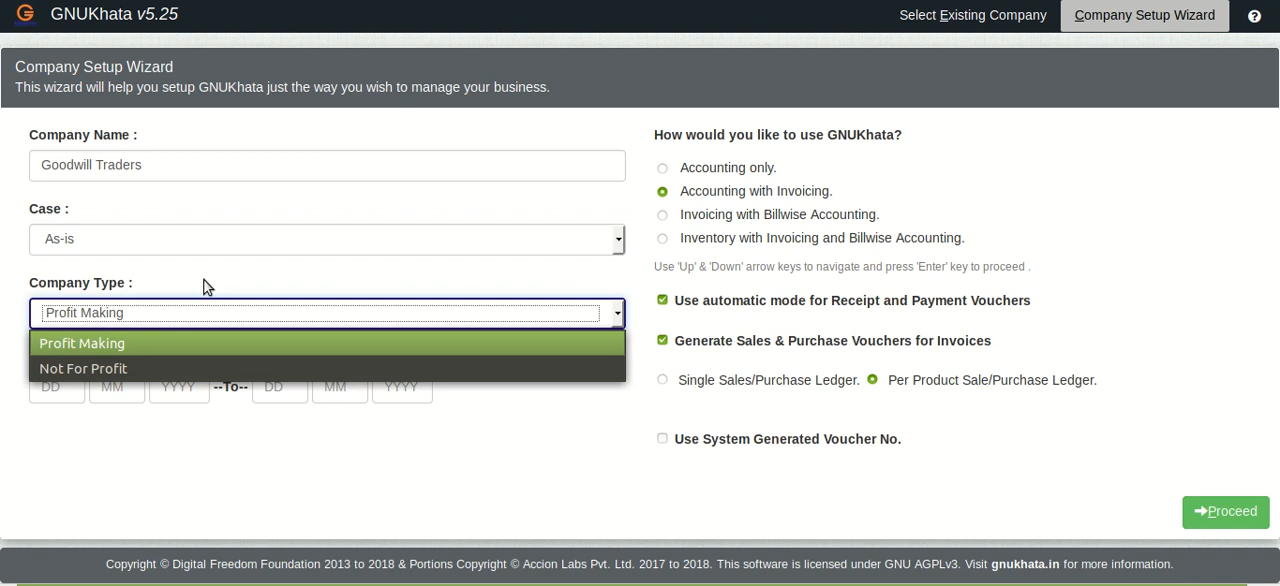 GNUKhata v5.25
Select Existing Company
Company Setup Wizard
Company Setup Wizard
This wizard will help you setup GNUKhata just the way you wish to manage your business.
Company Name :
Goodwill Traders
Case :
As-is
Company Type :
Profit Making
Profit Making
Not For Profit
DD MM YYYY --To-- DD MM YYYY
How would you like to use GNUKhata?
Accounting only.
Accounting with Invoicing.
Invoicing with Billwise Accounting.
Inventory with Invoicing and Billwise Accounting.
Use 'Up' & 'Down' arrow keys to navigate and press 'Enter' key to proceed .
Use automatic mode for Receipt and Payment Vouchers
Generate Sales & Purchase Vouchers for Invoices
Single Sales/Purchase Ledger. Per Product Sale/Purchase Ledger.
Use System Generated Voucher No.
Proceed
Copyright © Digital Freedom Foundation 2013 to 2018 & Portions Copyright © Accion Labs Pvt. Ltd. 2017 to 2018. This software is licensed under GNU AGPLv3. Visit gnukhata.in for more information.